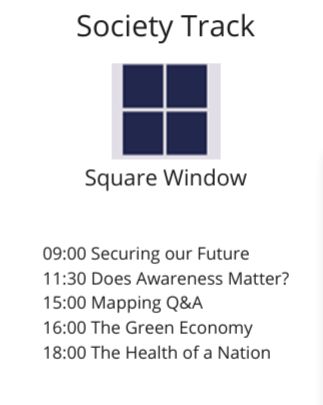 Society Track
Square Window
09:00 Securing our Future
11:30 Does Awareness Matter?
15:00 Mapping Q&A
16:00 The Green Economy
18:00 The Health of a Nation